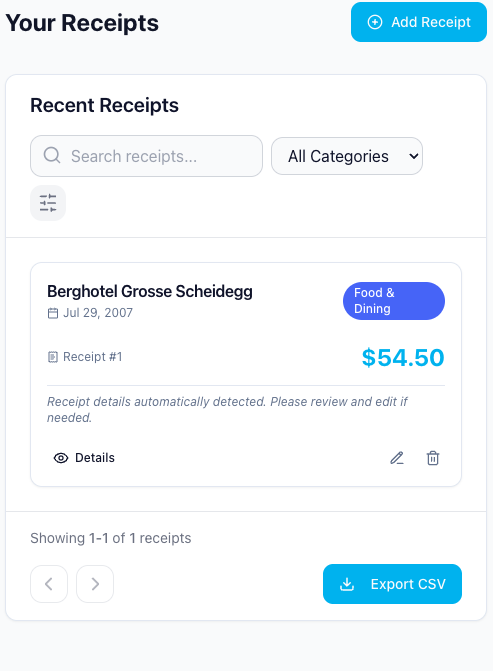 Your Receipts
Add Receipt
Recent Receipts
Search receipts...
All Categories
Berghotel Grosse Scheidegg
Food &
Dining
Jul 29, 2007
Receipt #1
$54.50
Receipt details automatically detected. Please review and edit if
needed.
Details
Showing 1-1 of 1 receipts
Export CSV